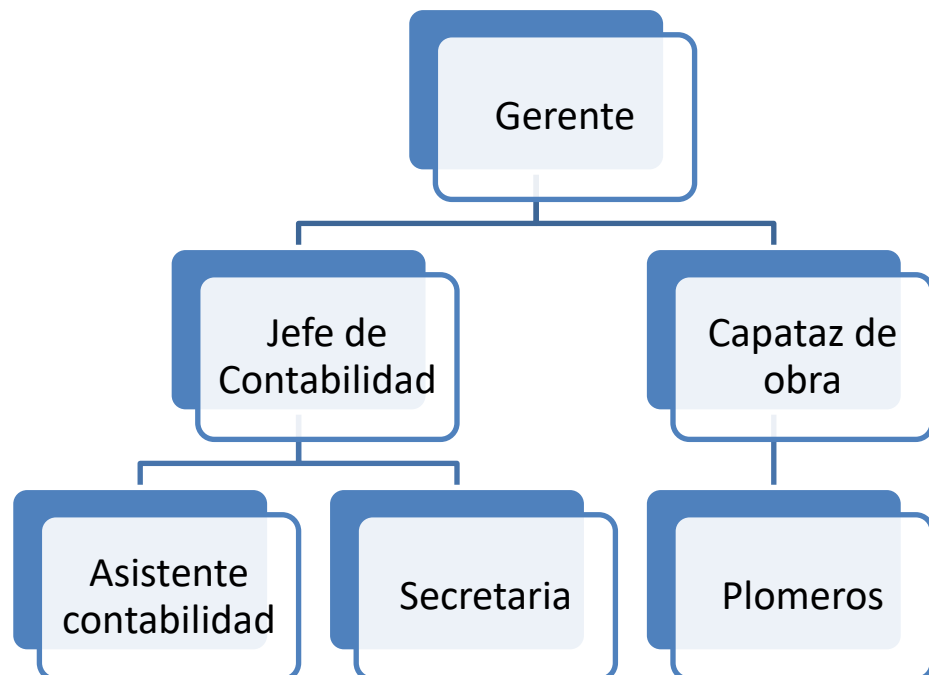 Gerente
Jefe de
Contabilidad
Capataz de
obra
Asistente
contabilidad
Secretaria
Plomeros